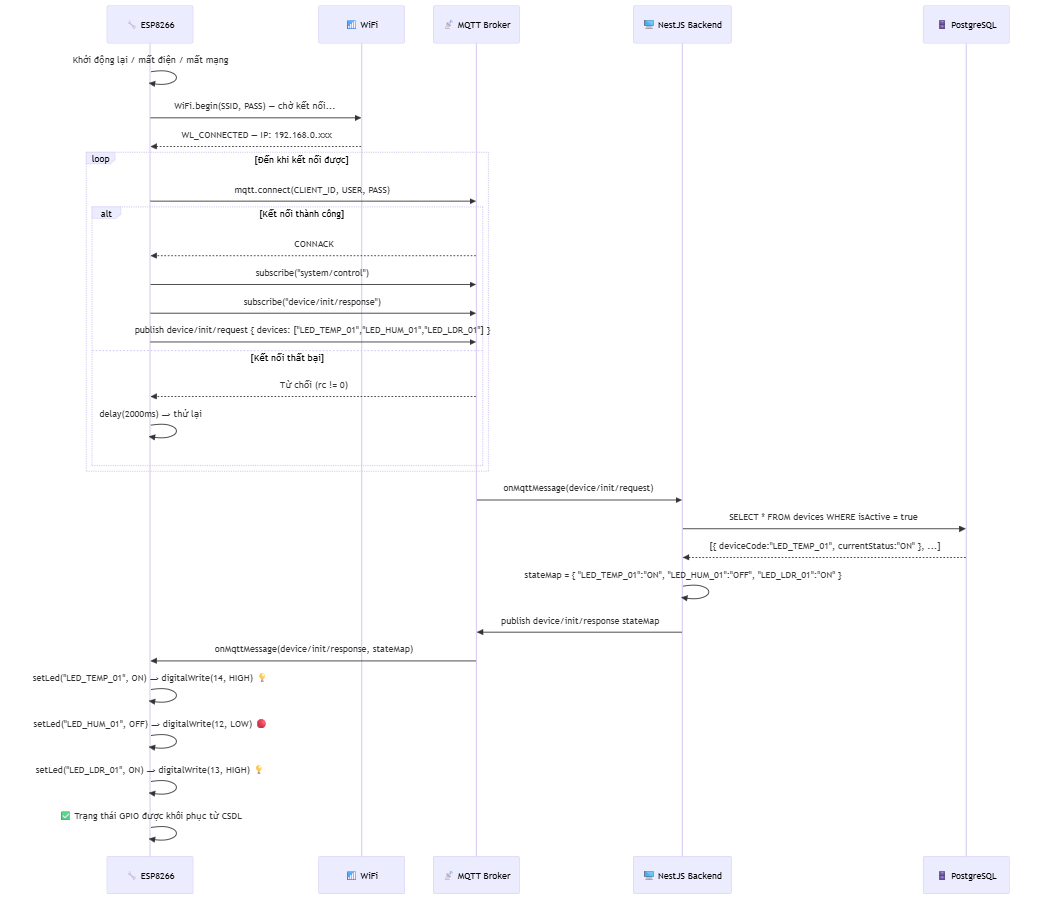 ESP8266
WiFi
MQTT Broker
NestJS Backend
PostgreSQL
Khởi động lại / mất điện / mất mạng
WiFi.begin(SSID, PASS) — chờ kết nối...
WL_CONNECTED — IP: 192.168.0.xxx
loop
[Đến khi kết nối được]
mqtt.connect(CLIENT_ID, USER, PASS)
alt
[Kết nối thành công]
CONNACK
subscribe("system/control")
subscribe("device/init/response")
publish device/init/request { devices: ["LED_TEMP_01","LED_HUM_01","LED_LDR_01"] }
[Kết nối thất bại]
Từ chối (rc != 0)
delay(2000ms) → thử lại
onMqttMessage(device/init/request)
SELECT * FROM devices WHERE isActive = true
[{ deviceCode:"LED_TEMP_01", currentStatus:"ON" }, ...]
stateMap = { "LED_TEMP_01":"ON", "LED_HUM_01":"OFF", "LED_LDR_01":"ON" }
publish device/init/response stateMap
onMqttMessage(device/init/response, stateMap)
setLed("LED_TEMP_01", ON) → digitalWrite(14, HIGH) 💡
setLed("LED_HUM_01", OFF) → digitalWrite(12, LOW) 🔴
setLed("LED_LDR_01", ON) → digitalWrite(13, HIGH) 💡
✅ Trạng thái GPIO được khôi phục từ CSDL
ESP8266
WiFi
MQTT Broker
NestJS Backend
PostgreSQL